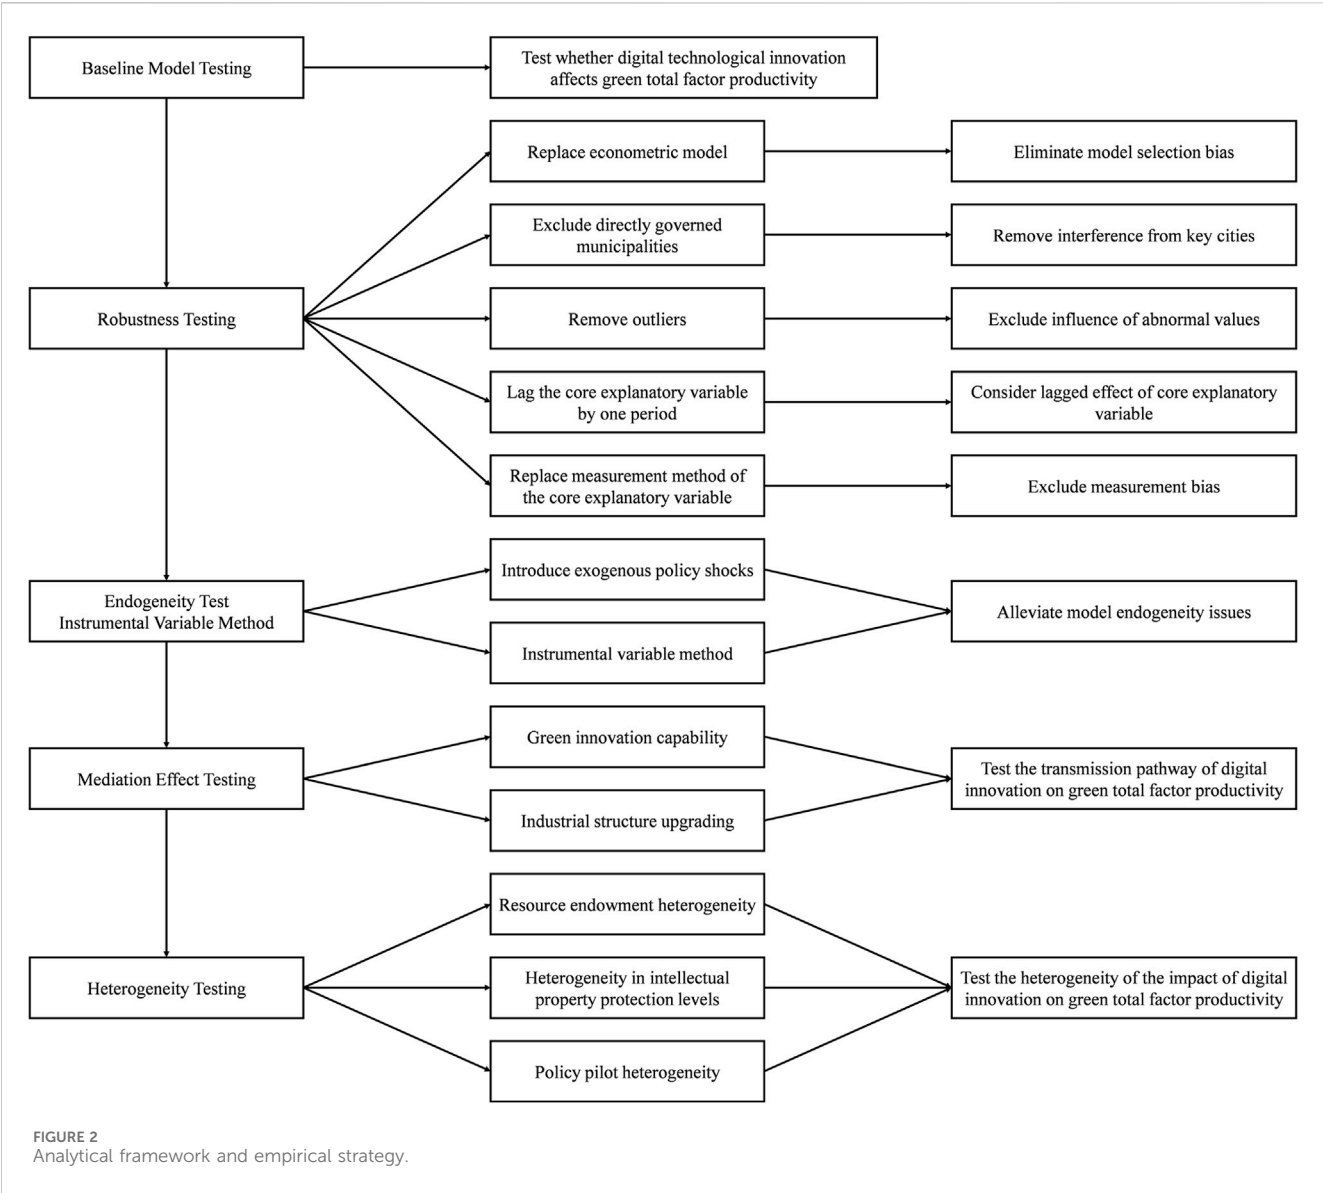 Baseline Model Testing
Test whether digital technological innovation
affects green total factor productivity
Replace econometric model
Eliminate model selection bias
Exclude directly governed
municipalities
Remove interference from key cities
Robustness Testing
Remove outliers
Exclude influence of abnormal values
Lag the core explanatory variable
by one period
Consider lagged effect of core explanatory
variable
Replace measurement method of
the core explanatory variable
Exclude measurement bias
Endogeneity Test
Instrumental Variable Method
Introduce exogenous policy shocks
Instrumental variable method
Alleviate model endogeneity issues
Mediation Effect Testing
Green innovation capability
Industrial structure upgrading
Test the transmission pathway of digital
innovation on green total factor productivity
Heterogeneity Testing
Resource endowment heterogeneity
Heterogeneity in intellectual
property protection levels
Policy pilot heterogeneity
Test the heterogeneity of the impact of digital
innovation on green total factor productivity
FIGURE 2
Analytical framework and empirical strategy.